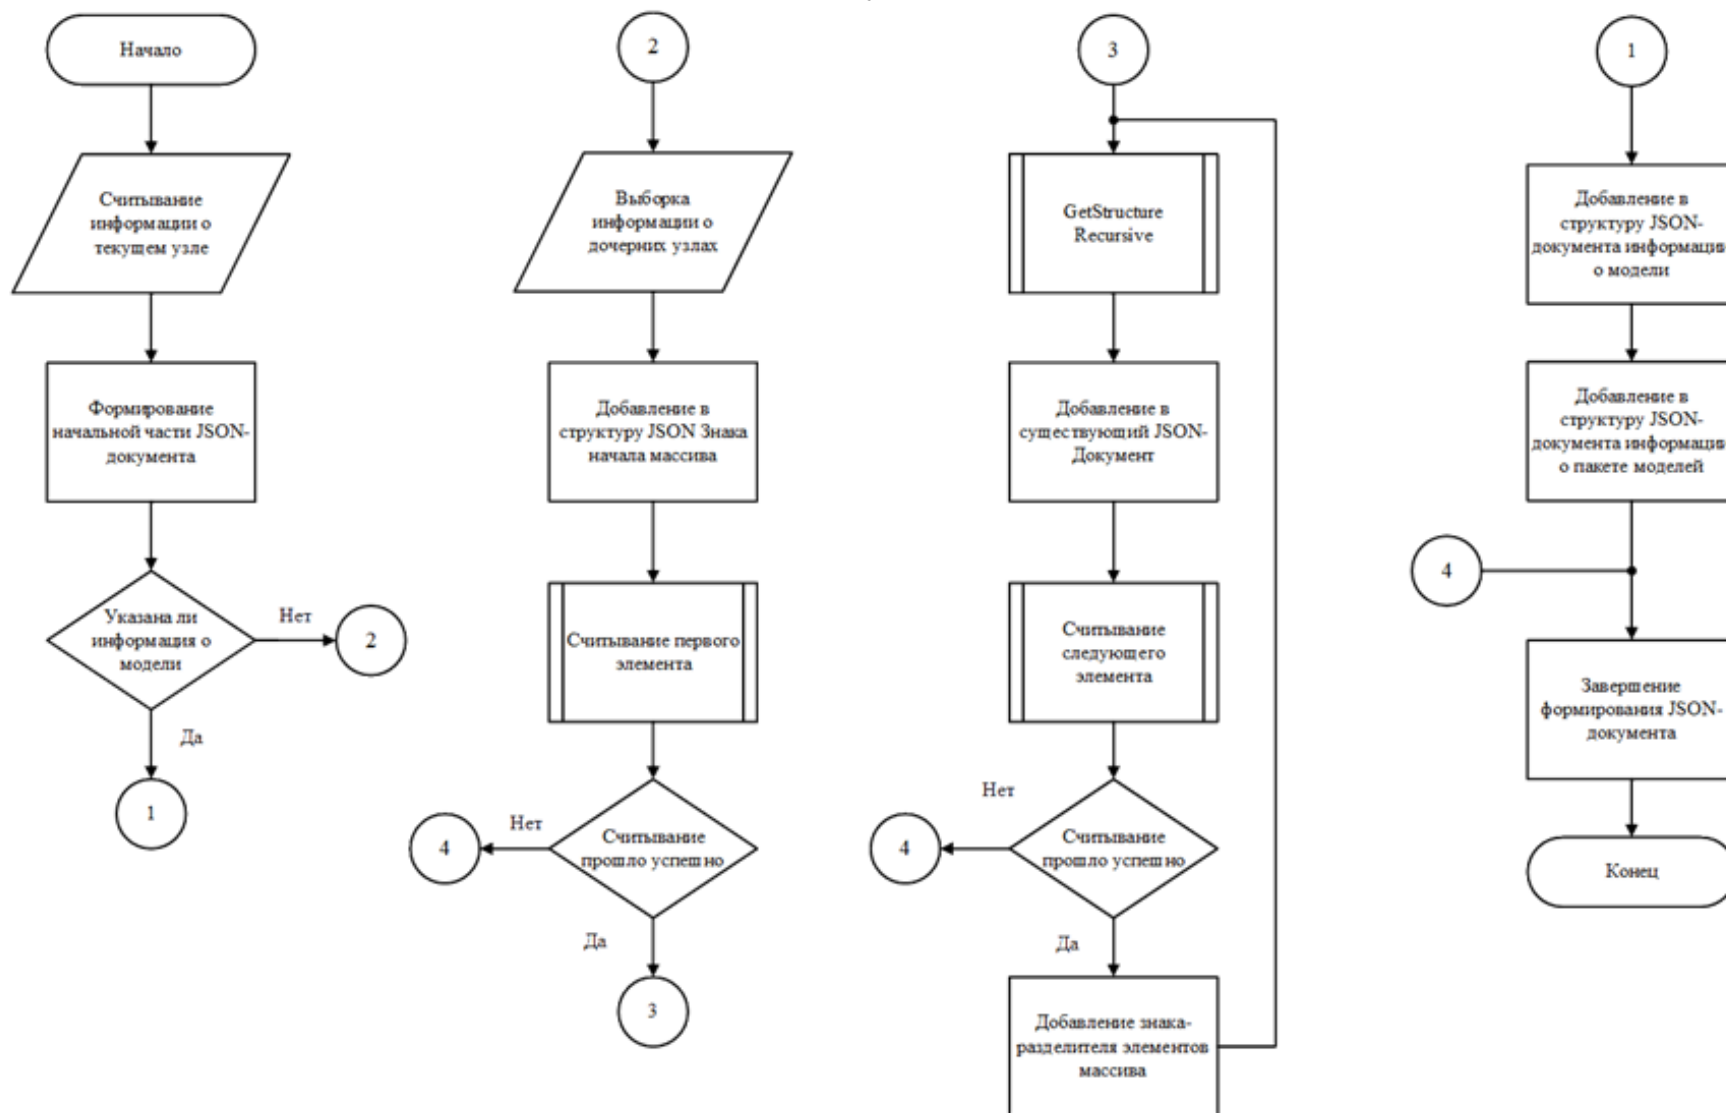 Начало
Считывание
информации о
текущем узле
Формирование
начальной части JSON-
документа
Указана ли
информация о
модели
Нет
2
Да
1
2
Выборка
информации о
дочерних узлах
Добавление в
структуру JSON Знака
начала массива
Считывание первого
элемента
Считывание
прошло успешно
Нет
4
Да
3
3
GetStructure
Recursive
Добавление в
существующий JSON-
Документ
Считывание
следующего
элемента
Считывание
прошло успешно
Нет
4
Да
Добавление знака-
разделителя элементов
массива
1
Добавление в
структуру JSON-
документа информации
о модели
Добавление в
структуру JSON-
документа информации
о пакете моделей
4
Завершение
формирования JSON-
документа
Конец